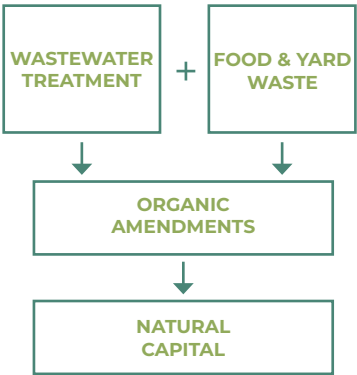 WASTEWATER
TREATMENT
+
FOOD & YARD
WASTE
ORGANIC
AMENDMENTS
NATURAL
CAPITAL